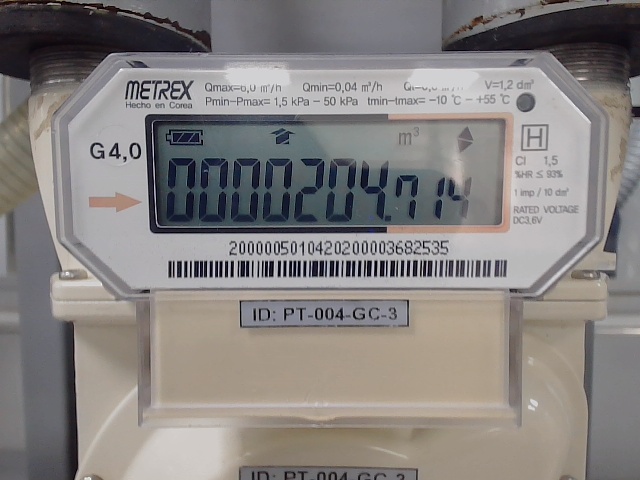 METREX
Hecho en Corea
Qmax=6,0 m³/h Qmin=0,04 m³/h V=1,2 dm³
Pmin-Pmax= 1,5 kPa - 50 kPa tmin-tmax= -10 °C - +55 °C
G4,0
m³
0000204.714
H
Cl 1,5
%HR ≤ 93%
1 imp / 10 dm³
RATED VOLTAGE
DC3,6V
2000005010420200003682535
ID: PT-004-GC-3
ID: PT-004-GC-3